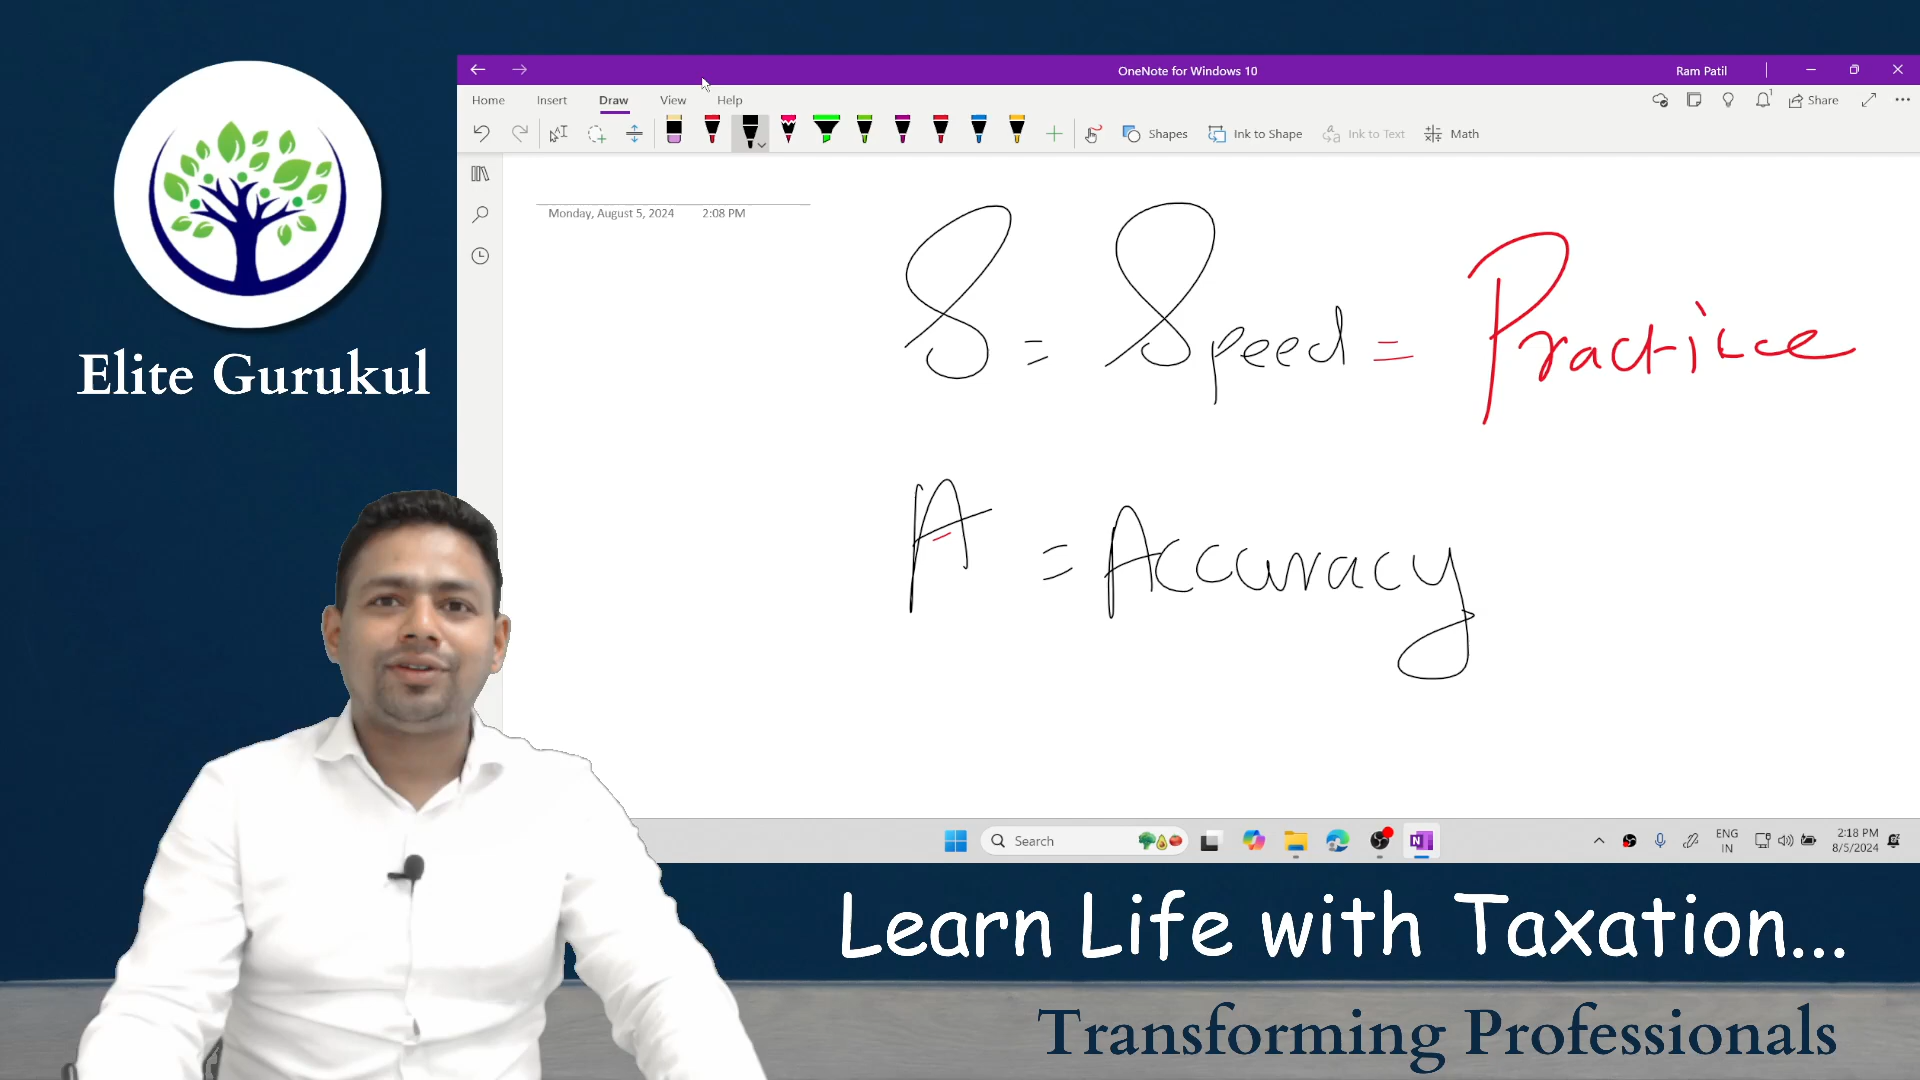 OneNote for Windows 10
Ram Patil
Home Insert Draw View Help
Share
Shapes Ink to Shape Ink to Text Math
Monday, August 5, 2024 2:08 PM
S = Speed = Practice
A = Accuracy
Elite Gurukul
Search
ENG
IN
2:18 PM
8/5/2024
Learn Life with Taxation...
Transforming Professionals